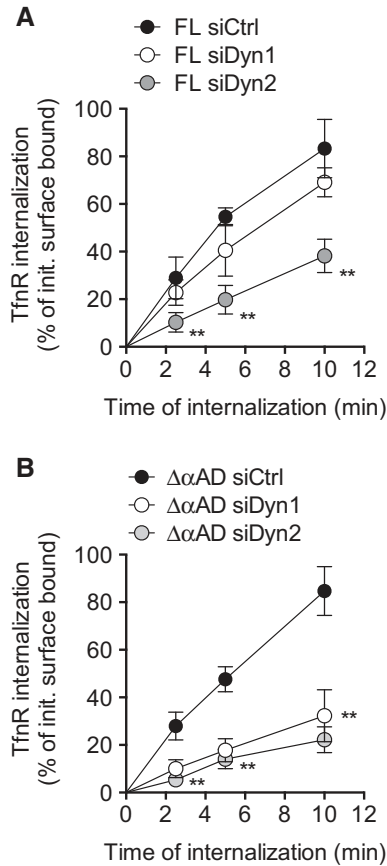 A
FL siCtrl
FL siDyn1
FL siDyn2
TfnR internalization
(% of init. surface bound)
100
80
60
40
20
0
**
**
**
0 2 4 6 8 10 12
Time of internalization (min)
B
ΔαAD siCtrl
ΔαAD siDyn1
ΔαAD siDyn2
TfnR internalization
(% of init. surface bound)
100
80
60
40
20
0
**
**
**
0 2 4 6 8 10 12
Time of internalization (min)